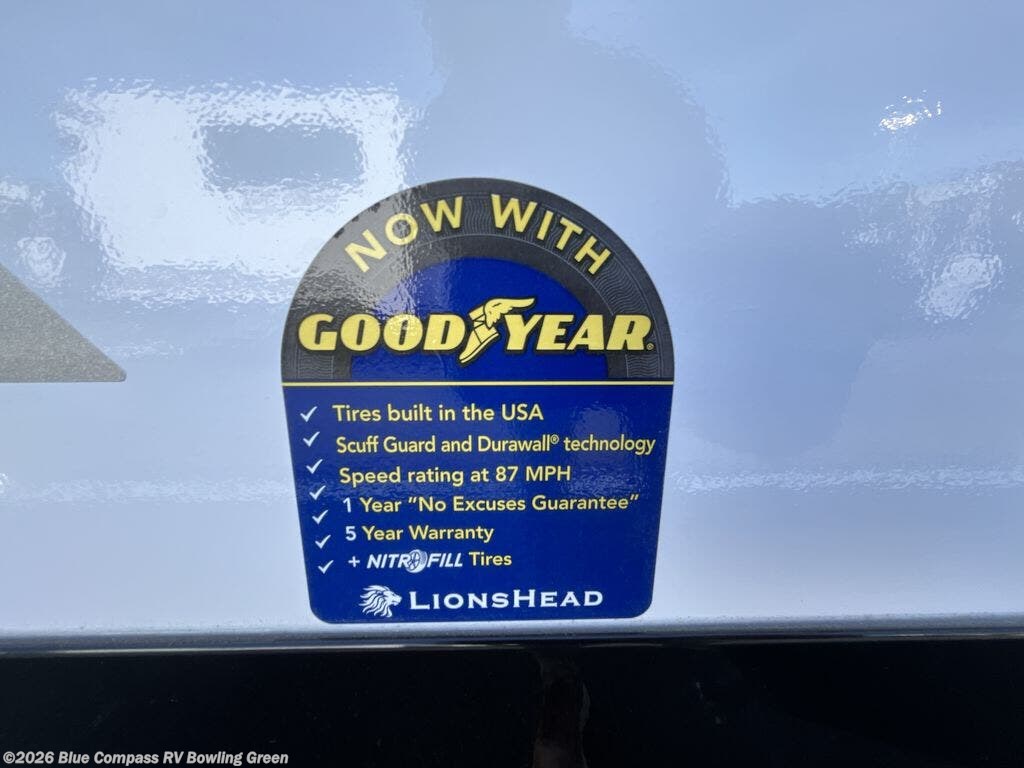 NOW WITH
GOODYEAR®
✓ Tires built in the USA
✓ Scuff Guard and Durawall® technology
✓ Speed rating at 87 MPH
✓ 1 Year “No Excuses Guarantee”
✓ 5 Year Warranty
✓ + NITROFILL Tires
LIONSHEAD
©2026 Blue Compass RV Bowling Green